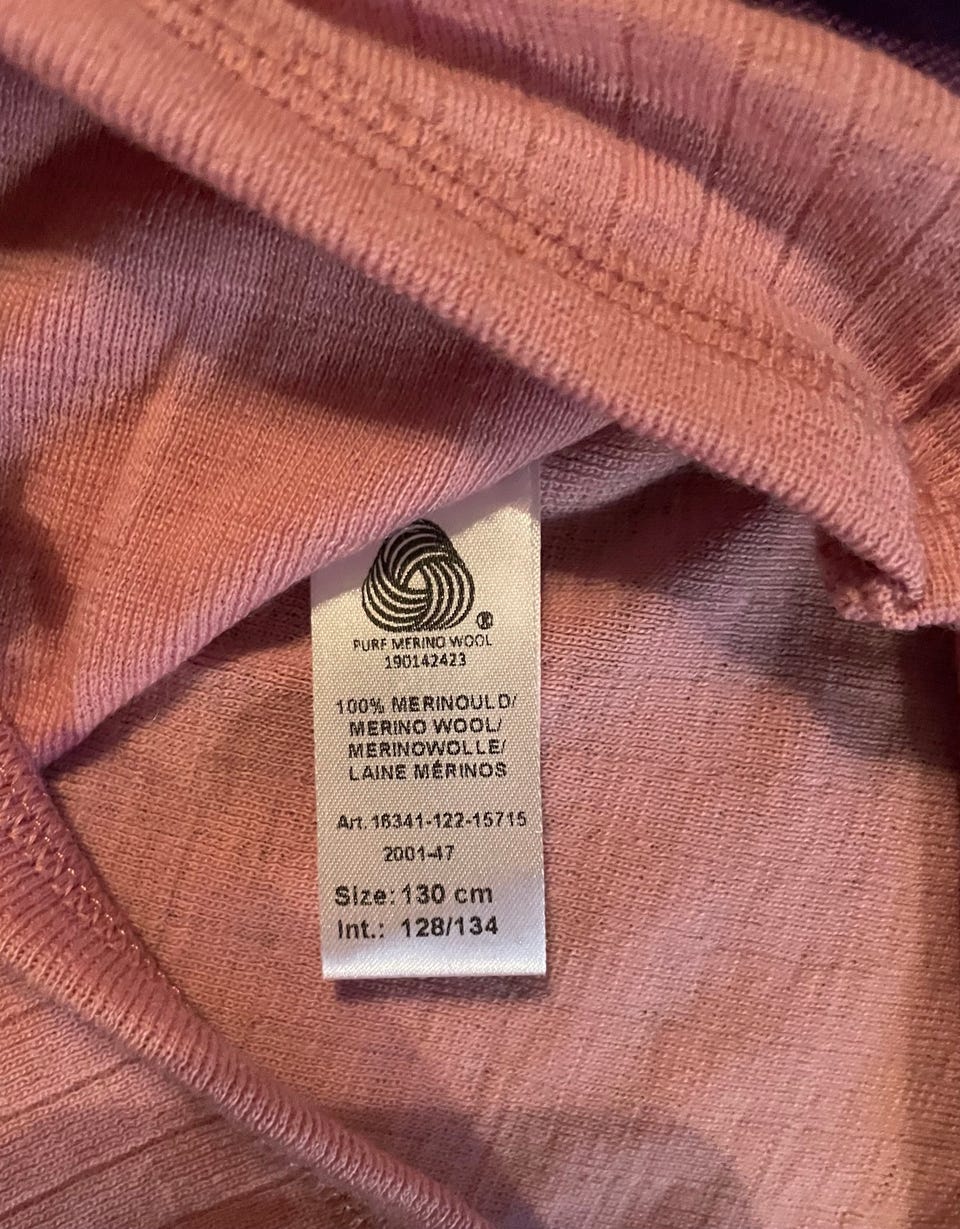 ®
PURE MERINO WOOL
190142423
100% MERINOULD/
MERINO WOOL/
MERINOWOLLE/
LAINE MÉRINOS
Art. 16341-122-15715
2001-47
Size: 130 cm
Int.: 128/134